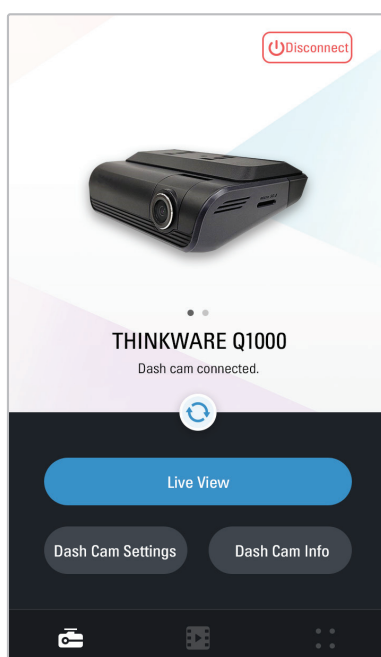 Disconnect
THINKWARE Q1000
Dash cam connected.
Live View
Dash Cam Settings
Dash Cam Info